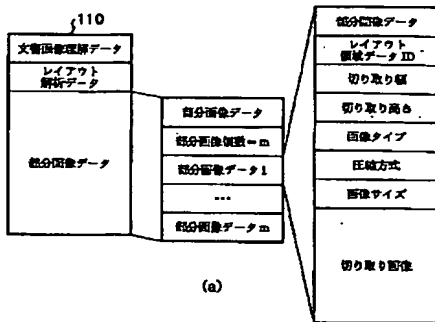 110
文書画像理解データ
レイアウト
解析データ
部分画像データ
部分画像データ
部分画像個数=m
部分画像データ1
...
部分画像データm
(a)
部分画像データ
レイアウト
領域データID
切り取り幅
切り取り高さ
画像タイプ
圧縮方式
画像サイズ
切り取り画像